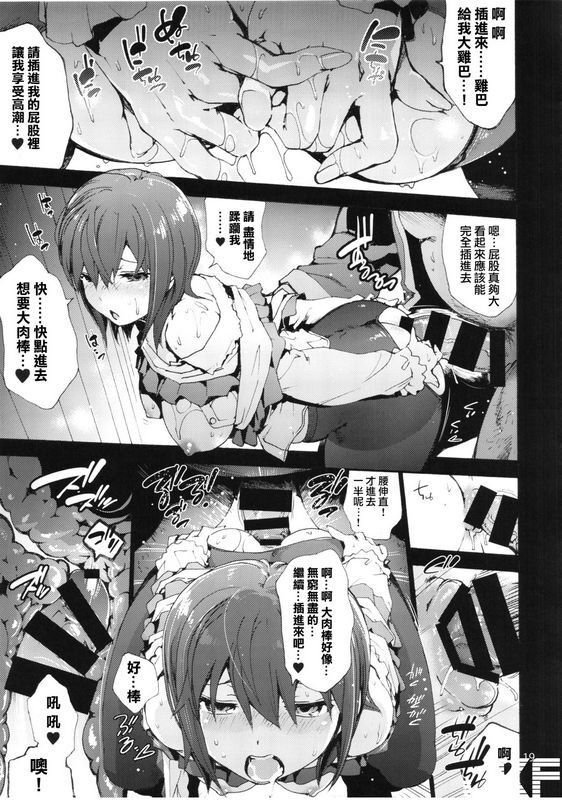 啊啊
插進來……雞巴
給我大雞巴！
請插進我的屁股裡
讓我享受高潮…♥
嗯…屁股真夠大
看起來應該能
完全插進去
請 盡情地
蹂躪我
…♥
快……快點進去
想要大肉棒…♥
腰伸直！
才進去
一半呢…！
啊…啊 大肉棒好像
無窮無盡的…
繼續…插進來吧…♥
好…棒
啊♥
吼吼♥
噢！
19